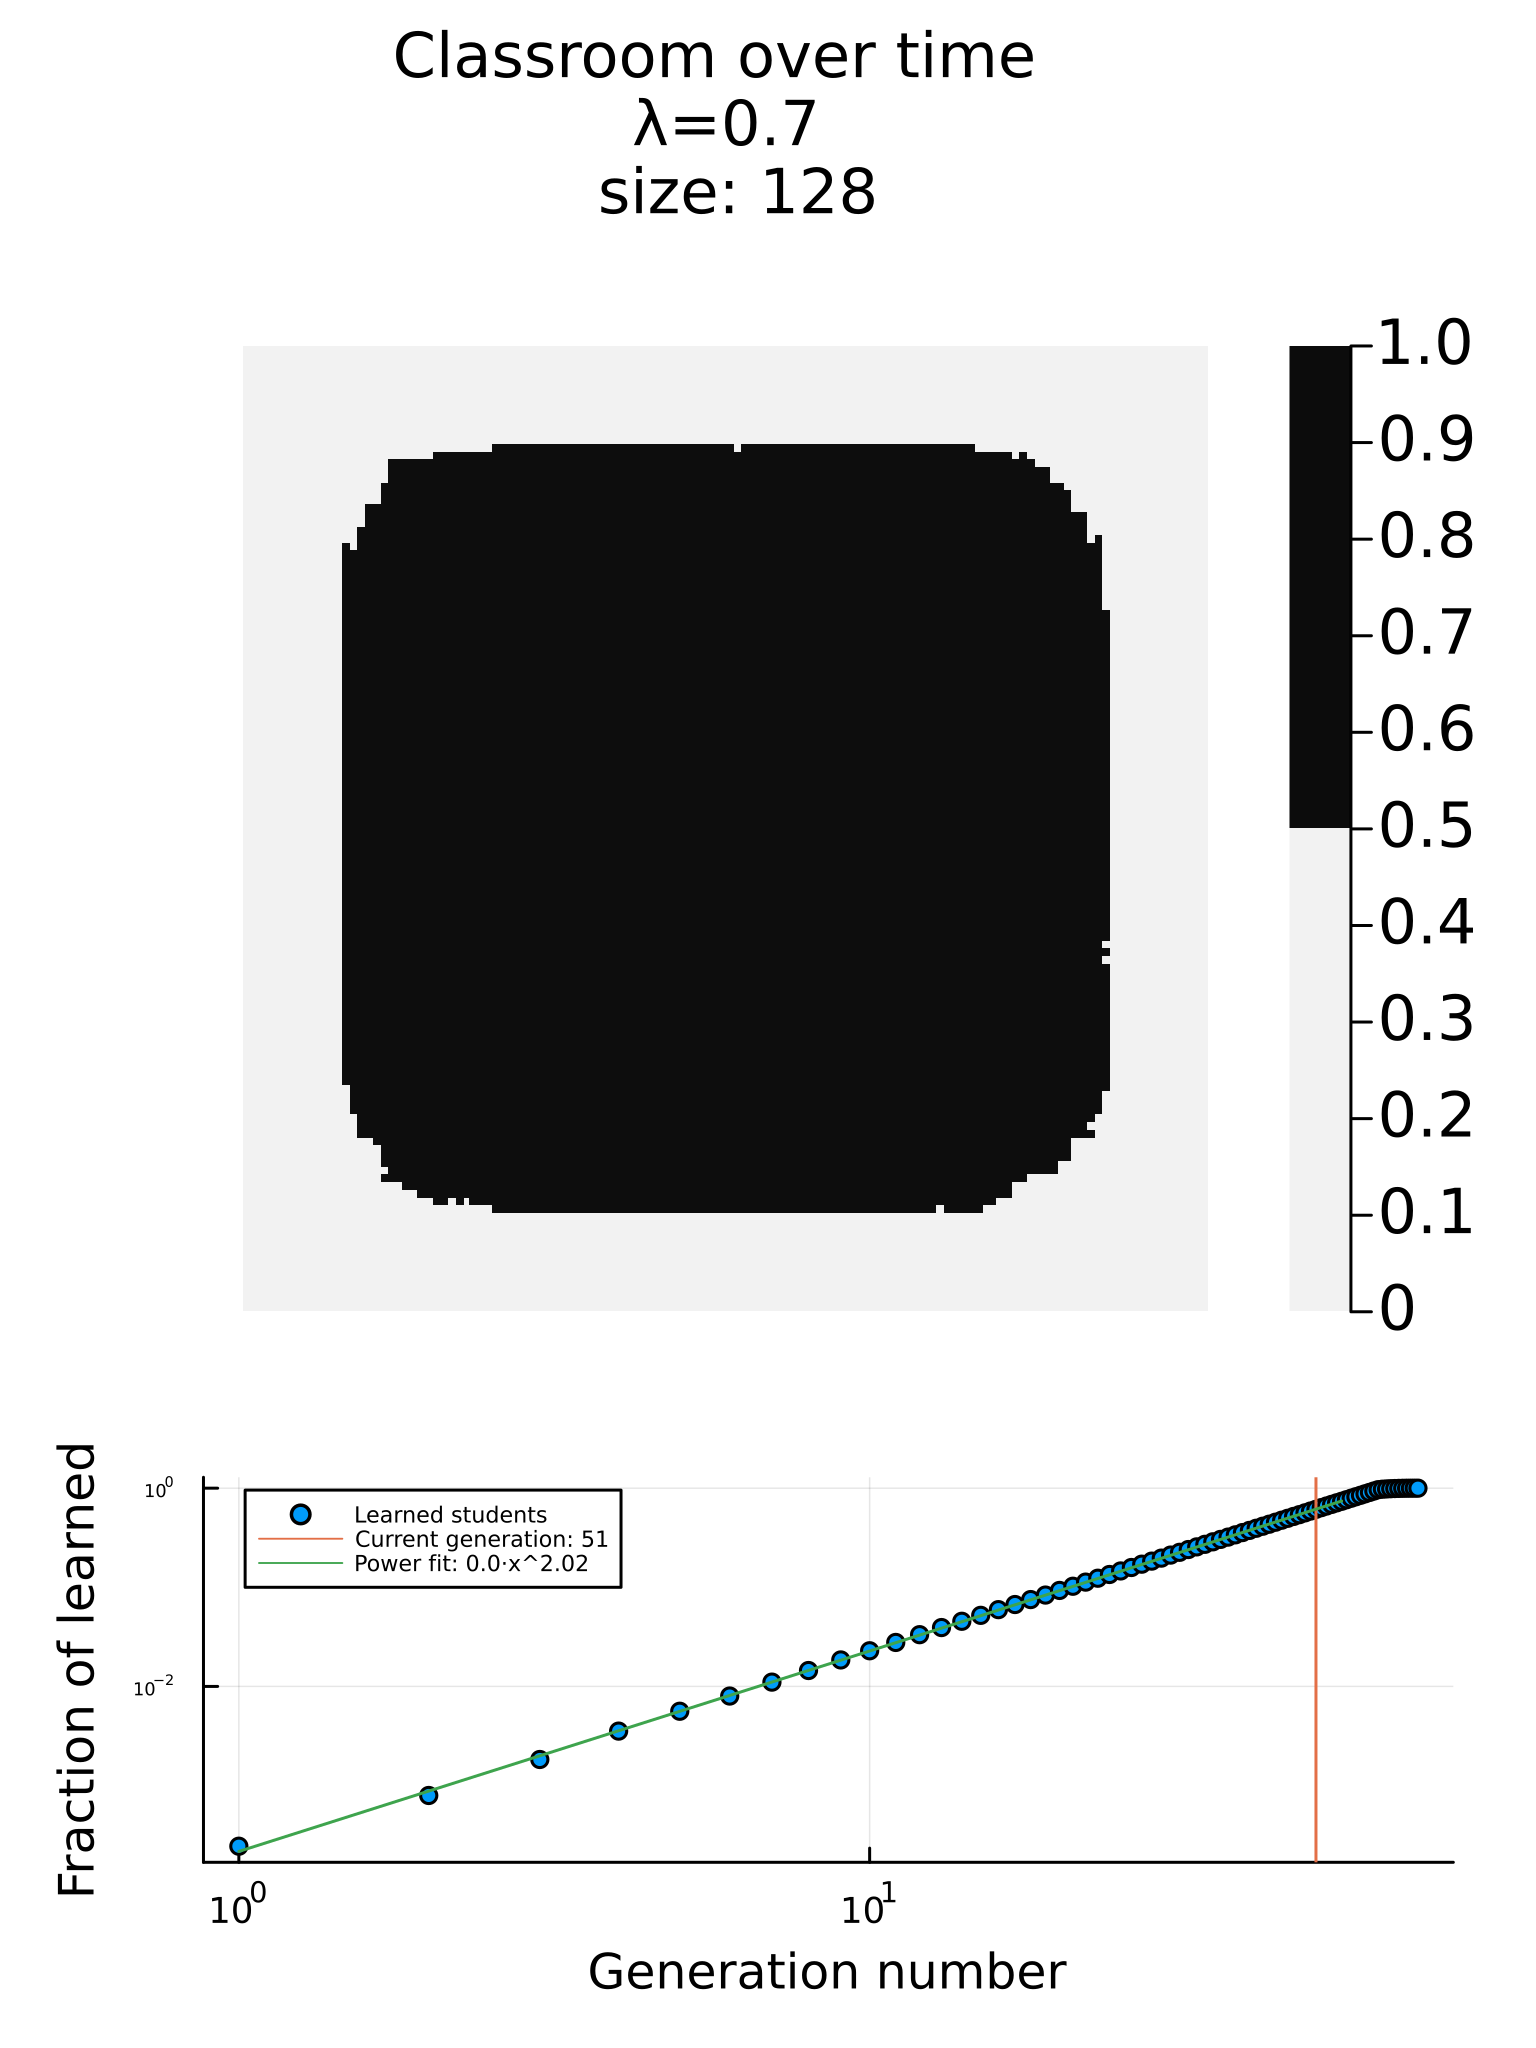 Classroom over time
λ=0.7
size: 128
1.0
0.9
0.8
0.7
0.6
0.5
0.4
0.3
0.2
0.1
0
Fraction of learned
10^0
10^−2
Learned students
Current generation: 51
Power fit: 0.0·x^2.02
10^0
10^1
Generation number